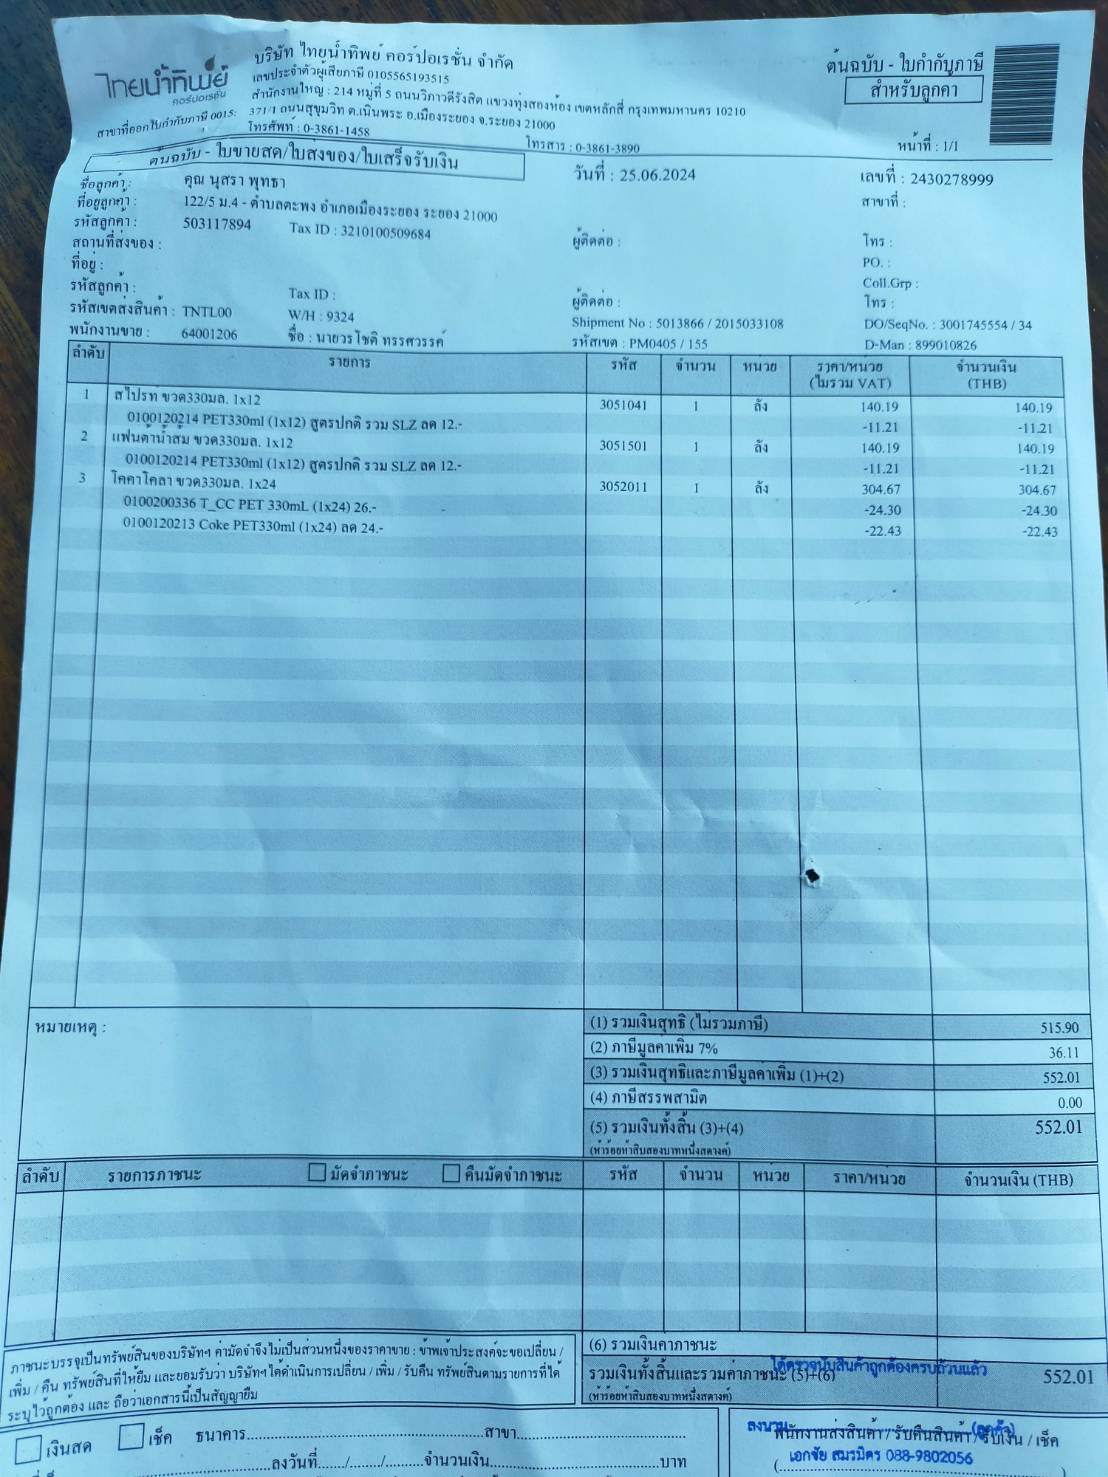 ไทยน้ำทิพย์
คอร์ปอเรชั่น
บริษัท ไทยน้ำทิพย์ คอร์ปอเรชั่น จำกัด
เลขประจำตัวผู้เสียภาษี 0105565193515
สำนักงานใหญ่ : 214 หมู่ที่ 5 ถนนวิภาวดีรังสิต แขวงทุ่งสองห้อง เขตหลักสี่ กรุงเทพมหานคร 10210
สาขาที่ออกใบกำกับภาษี 0015: 371/1 ถนนสุขุมวิท ต.เนินพระ อ.เมืองระยอง จ.ระยอง 21000
โทรศัพท์ : 0-3861-1458 โทรสาร : 0-3861-3890
ต้นฉบับ - ใบกำกับภาษี
สำหรับลูกค้า
หน้าที่ : 1/1
ต้นฉบับ - ใบขายสด/ใบส่งของ/ใบเสร็จรับเงิน
วันที่ : 25.06.2024
เลขที่ : 2430278999
ชื่อลูกค้า : คุณ นุสรา พุทธา
สาขาที่ :
ที่อยู่ลูกค้า : 122/5 ม.4 - ตำบลตะพง อำเภอเมืองระยอง ระยอง 21000
รหัสลูกค้า : 503117894 Tax ID : 3210100509684
สถานที่ส่งของ : ผู้ติดต่อ : โทร :
ที่อยู่ : PO. :
รหัสลูกค้า : Tax ID : Coll.Grp :
ผู้ติดต่อ : โทร :
รหัสเขตส่งสินค้า : TNTL00 W/H : 9324 Shipment No : 5013866 / 2015033108 DO/SeqNo. : 3001745554 / 34
พนักงานขาย : 64001206 ชื่อ : นายวรโชติ ทรรศวรรค์ รหัสเขต : PM0405 / 155 D-Man : 899010826
ลำดับ รายการ รหัส จำนวน หน่วย ราคา/หน่วย (ไม่รวม VAT) จำนวนเงิน (THB)
1 สไปรท์ ขวด330มล. 1x12 3051041 1 ลัง 140.19 140.19
0100120214 PET330ml (1x12) สูตรปกติ รวม SLZ ลด 12.- -11.21 -11.21
2 แฟนต้าน้ำส้ม ขวด330มล. 1x12 3051501 1 ลัง 140.19 140.19
0100120214 PET330ml (1x12) สูตรปกติ รวม SLZ ลด 12.- -11.21 -11.21
3 โคคาโคลา ขวด330มล. 1x24 3052011 1 ลัง 304.67 304.67
0100200336 T_CC PET 330mL (1x24) 26.- -24.30 -24.30
0100120213 Coke PET330ml (1x24) ลด 24.- -22.43 -22.43
หมายเหตุ :
(1) รวมเงินสุทธิ (ไม่รวมภาษี) 515.90
(2) ภาษีมูลค่าเพิ่ม 7% 36.11
(3) รวมเงินสุทธิและภาษีมูลค่าเพิ่ม (1)+(2) 552.01
(4) ภาษีสรรพสามิต 0.00
(5) รวมเงินทั้งสิ้น (3)+(4) 552.01
(ห้าร้อยห้าสิบสองบาทหนึ่งสตางค์)
ลำดับ รายการภาชนะ มัดจำภาชนะ คืนมัดจำภาชนะ รหัส จำนวน หน่วย ราคา/หน่วย จำนวนเงิน (THB)
ภาชนะบรรจุเป็นทรัพย์สินของบริษัทฯ ค่ามัดจำจึงไม่เป็นส่วนหนึ่งของราคาขาย : ข้าพเจ้าประสงค์จะขอเปลี่ยน /
เพิ่ม / คืน ทรัพย์สินที่ให้ยืม และยอมรับว่า บริษัทฯได้ดำเนินการเปลี่ยน / เพิ่ม / รับคืน ทรัพย์สินตามรายการที่ได้
ระบุไว้ถูกต้อง และ ถือว่าเอกสารนี้เป็นสัญญายืม
(6) รวมเงินค่าภาชนะ
ได้ตรวจนับสินค้าถูกต้องครบถ้วนแล้ว
รวมเงินทั้งสิ้นและรวมค่าภาชนะ (5)+(6) 552.01
(ห้าร้อยห้าสิบสองบาทหนึ่งสตางค์)
เงินสด เช็ค ธนาคาร สาขา
ลงวันที่ / / จำนวนเงิน บาท
ลงนาม (ลูกค้า)
พนักงานส่งสินค้า / รับคืนสินค้า / รับเงิน / เช็ค
เอกชัย สมรมิตร 088-9802056